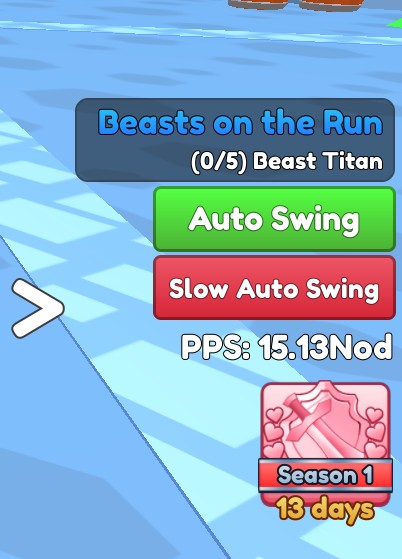 Beasts on the Run
(0/5) Beast Titan
Auto Swing
Slow Auto Swing
PPS: 15.13Nod
Season 1
13 days